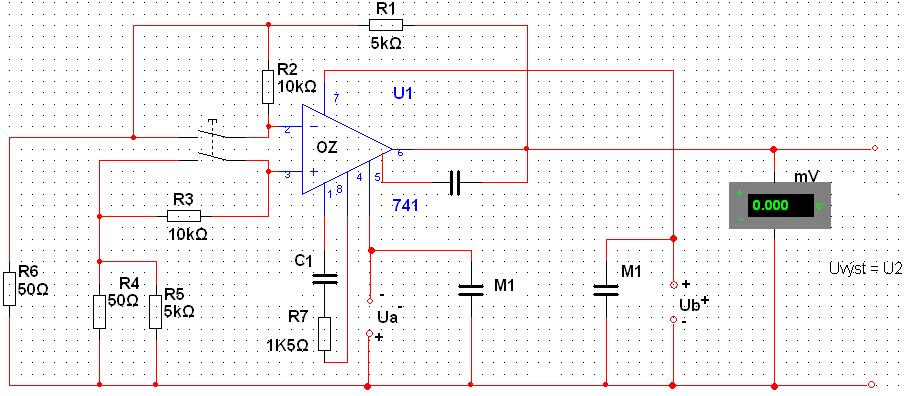 R1
5kΩ
R2
10kΩ
7
U1
2
−
OZ
6
+
3
4
5
1
8
741
mV
+
0.000
V
−
R3
10kΩ
Uvýst = U2
R6
50Ω
R4
50Ω
R5
5kΩ
C1
R7
1K5Ω
-
Ua-
+
M1
M1
+
Ub+
-